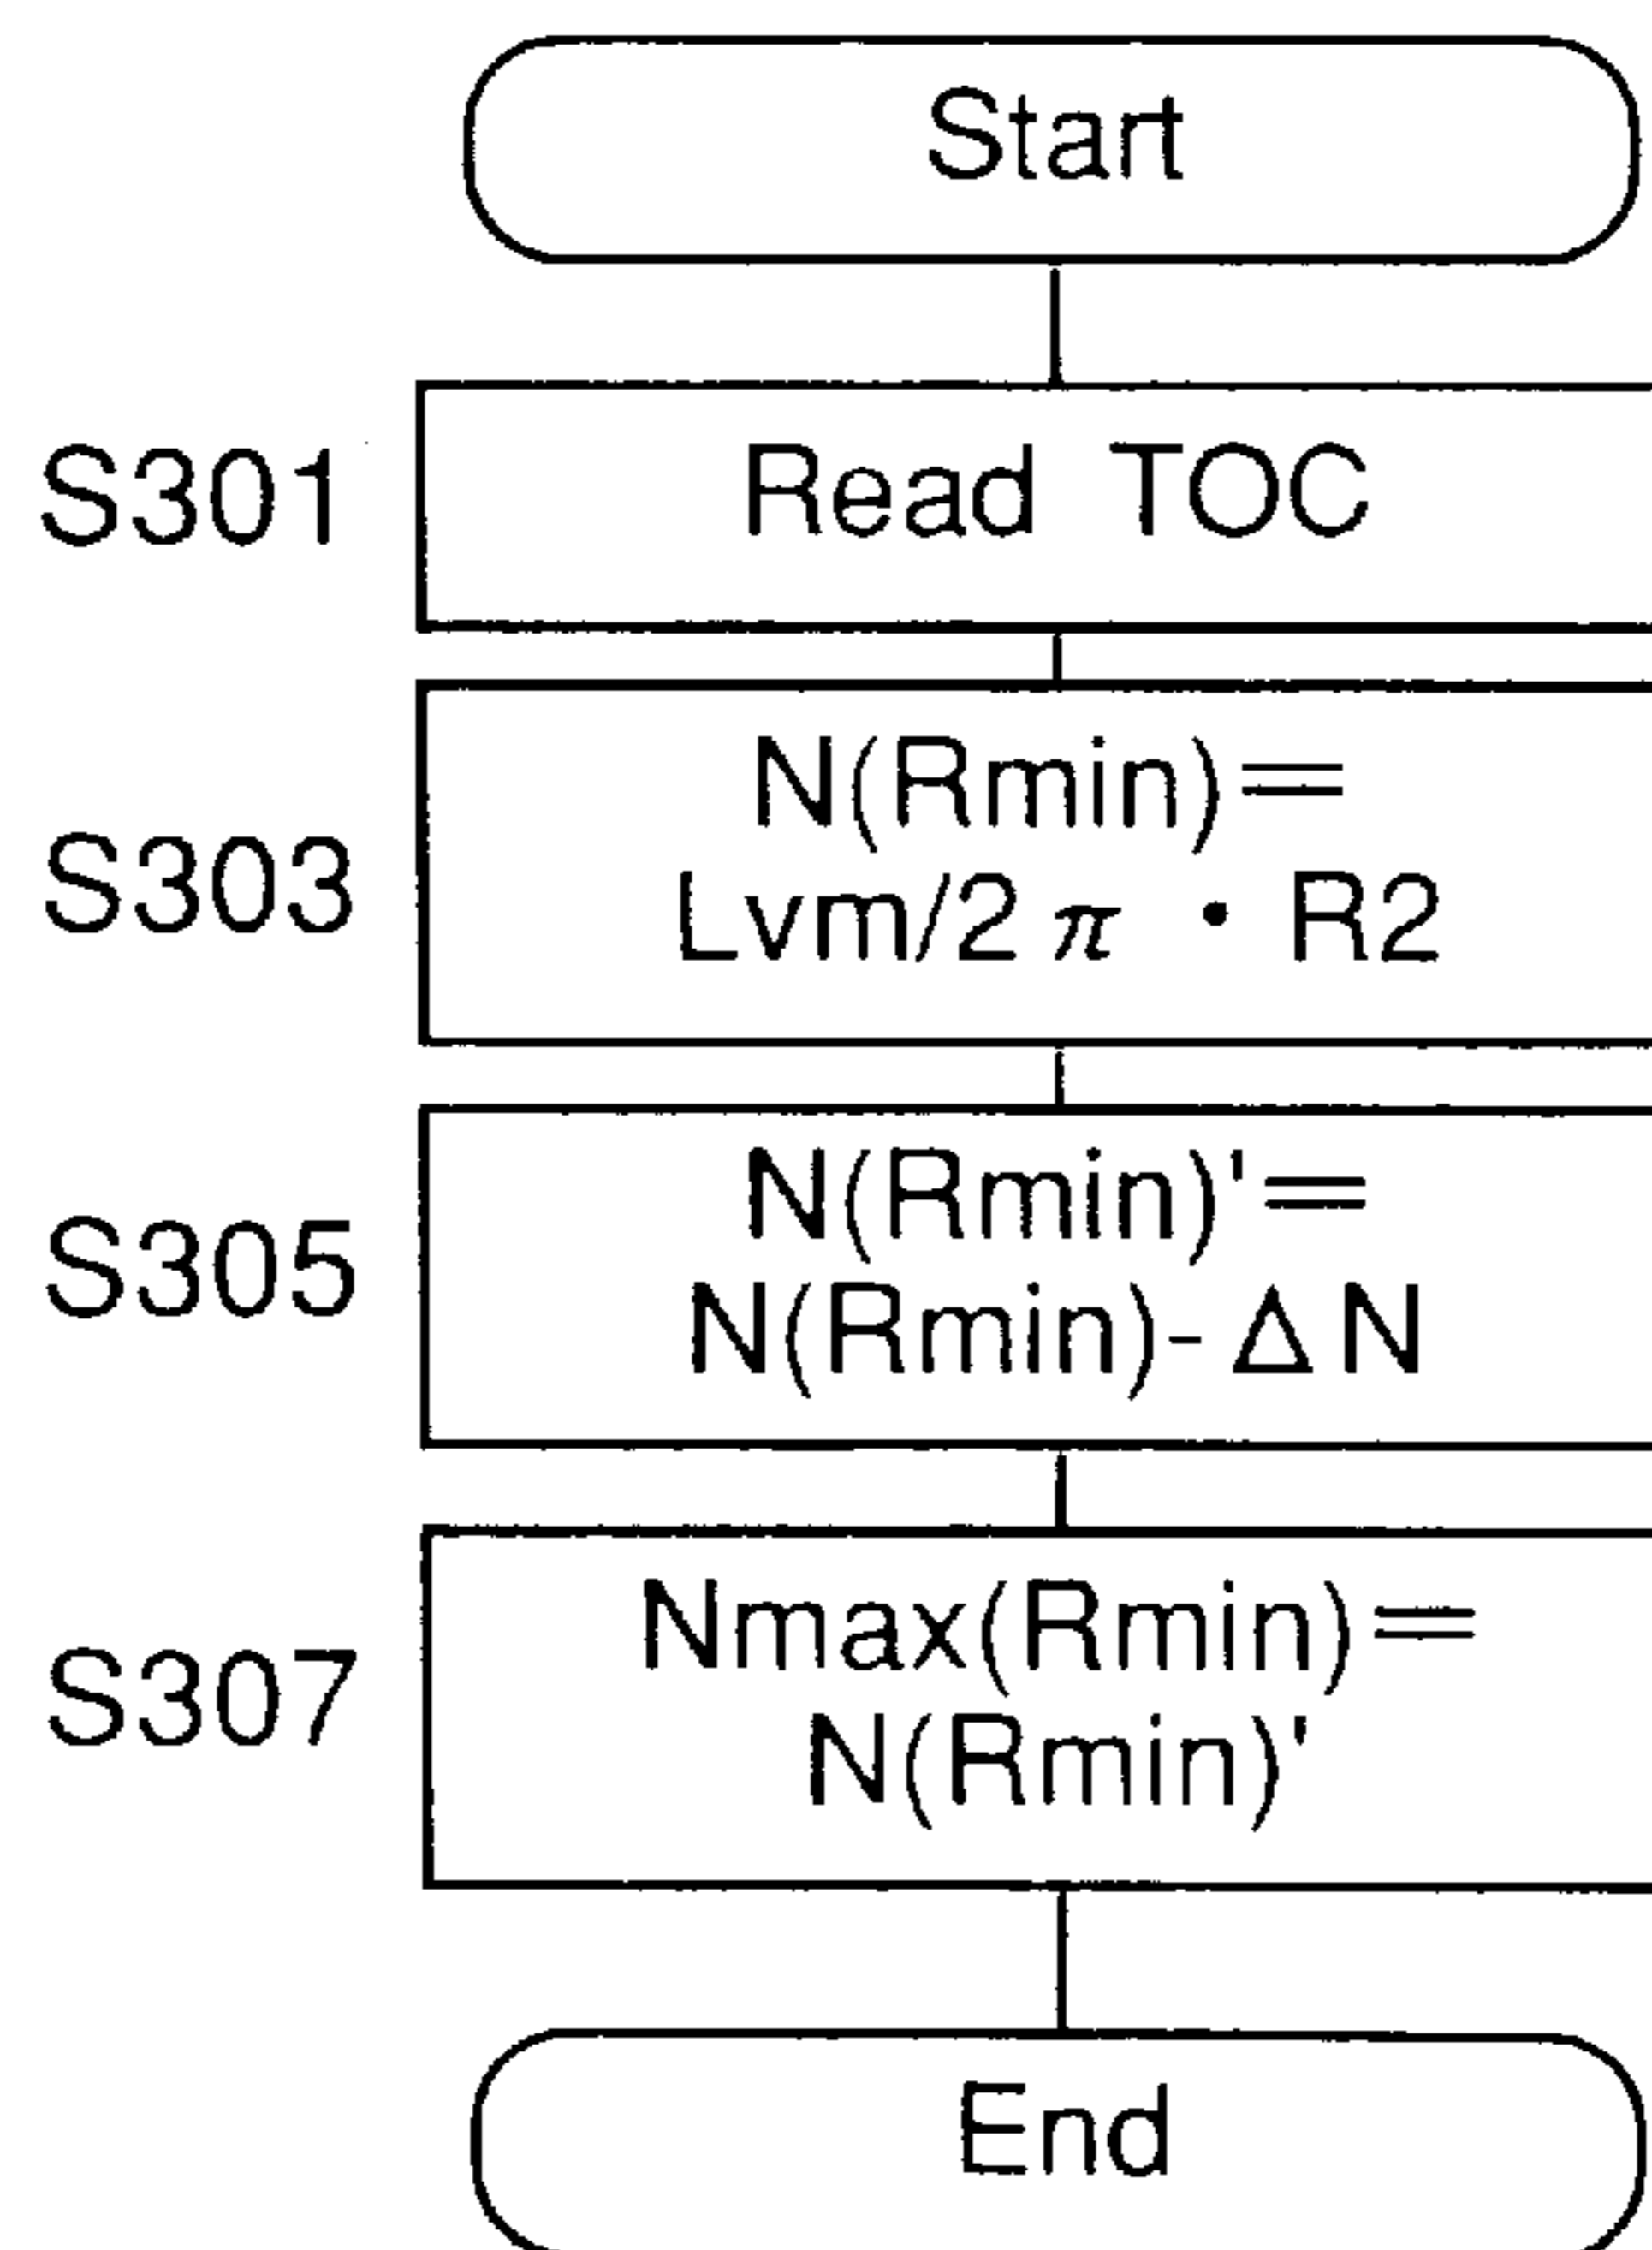 Start
S301 Read TOC
N(Rmin)=
S303
Lvm/2π・R2
N(Rmin)'=
S305
N(Rmin)-ΔN
Nmax(Rmin)=
S307
N(Rmin)'
End